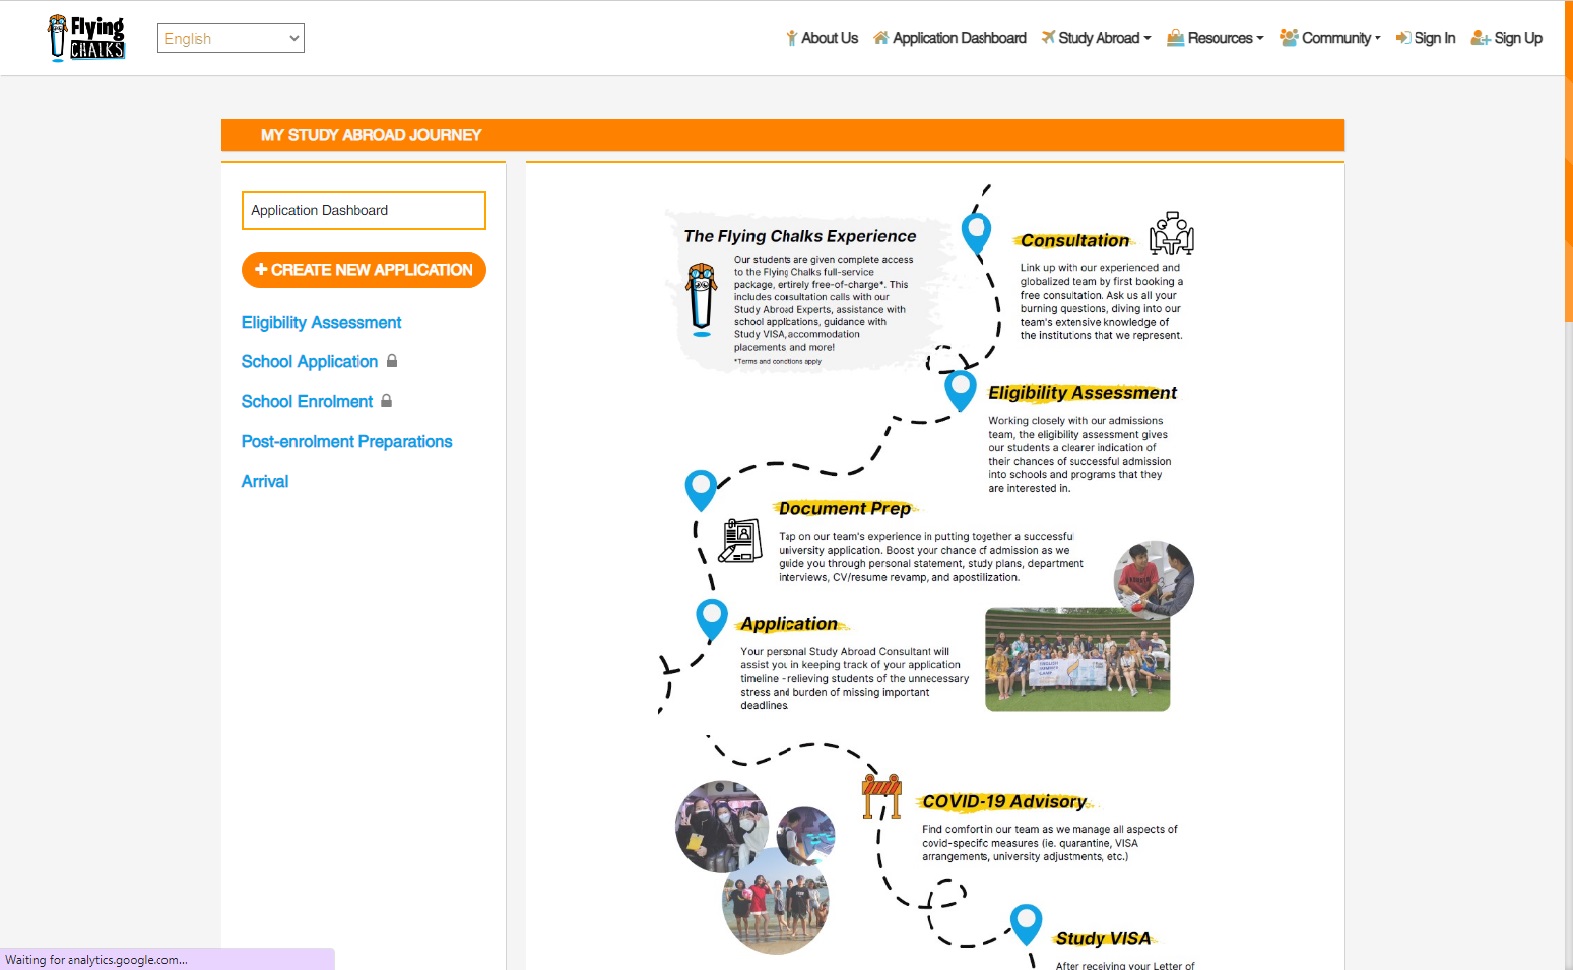 Flying
CHALKS
English
About Us
Application Dashboard
Study Abroad
Resources
Community
Sign In
Sign Up
MY STUDY ABROAD JOURNEY
Application Dashboard
+ CREATE NEW APPLICATION
Eligibility Assessment
School Application
School Enrolment
Post-enrolment Preparations
Arrival
The Flying Chalks Experience
Our students are given complete access
to the Flying Chalks full-service
package, entirely free-of-charge*. This
includes consultation calls with our
Study Abroad Experts, assistance with
school applications, guidance with
Study VISA, accommodation
placements and more!
*Terms and conctions apply
Consultation
Link up with our experienced and
globalized team by first booking a
free consultation. Ask us all your
burning questions, diving into our
team's extensive knowledge of
the institutions that we represent.
Eligibility Assessment
Working closely with our admissions
team, the eligibility assessment gives
our students a clearer indication of
their chances of successful admission
into schools and programs that they
are interested in.
Document Prep
Tap on our team's experience in putting together a successful
university application. Boost your chance of admission as we
guide you through personal statement, study plans, department
interviews, CV/resume revamp, and apostilization.
Application
Your personal Study Abroad Consultant will
assist you in keeping track of your application
timeline - relieving students of the unnecessary
stress and burden of missing important
deadlines
ENGLISH
SUMMER
CAMP
COVID-19 Advisory
Find comfort in our team as we manage all aspects of
covid-specific measures (ie. quarantine, VISA
arrangements, university adjustments, etc.)
Study VISA
After receiving your Letter of
Waiting for analytics.google.com...